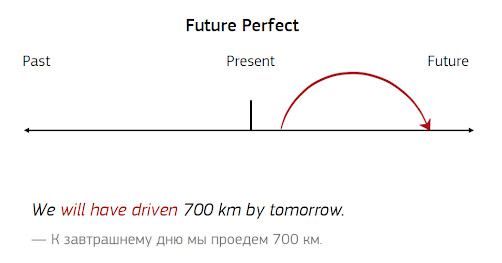 Future Perfect
Past Present Future
We will have driven 700 km by tomorrow.
— К завтрашнему дню мы проедем 700 км.